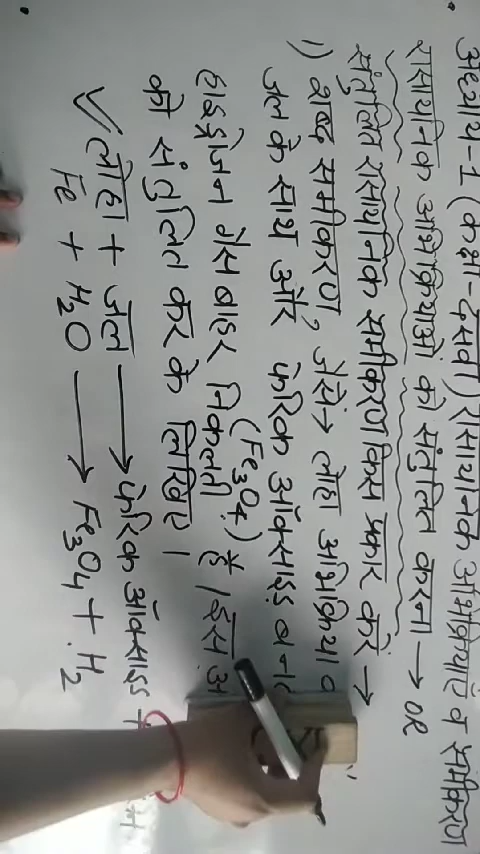 अध्याय-1 (कक्षा-दसवीं) रासायनिक अभिक्रियाएँ व समीकरण
रासायनिक अभिक्रियाओं को संतुलित करना → OR
संतुलित रासायनिक समीकरण किस प्रकार करें →
1) शब्द समीकरण, जैसे→ लोहा अभिक्रिया
जल के साथ और फेरिक ऑक्साइड
हाइड्रोजन गैस बाहर निकलती है। इस
(Fe3O4)
को संतुलित करके लिखिए।
✓ लोहा + जल → फेरिक ऑक्साइड +
Fe + H2O → Fe3O4 + H2